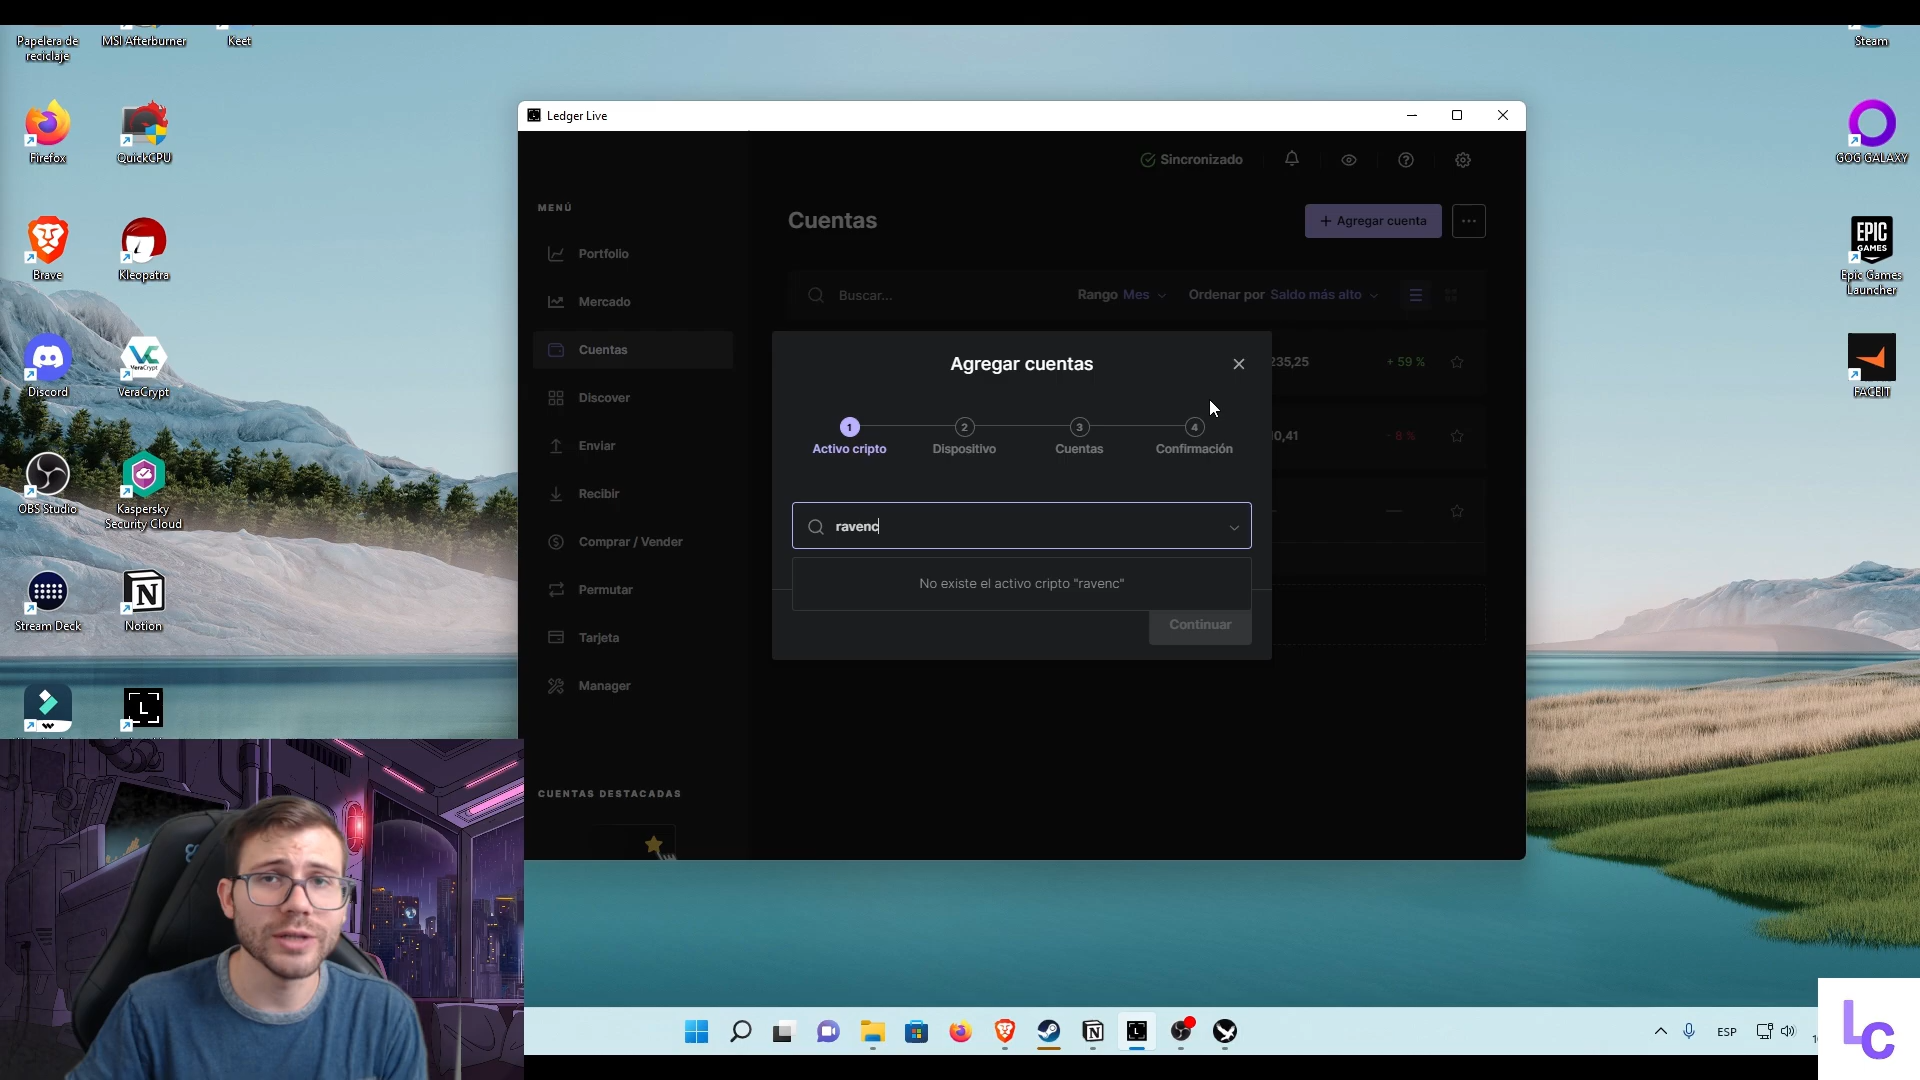 Papelera de
reciclaje
MSI Afterburner
Keet
Steam
Firefox
QuickCPU
GOG GALAXY
Brave
Kleopatra
EPIC
GAMES
Epic Games
Launcher
Discord
VeraCrypt
FACEIT
OBS Studio
Kaspersky
Security Cloud
Stream Deck
Notion
Ledger Live
Sincronizado
MENÚ
Portfolio
Mercado
Cuentas
Discover
Enviar
Recibir
Comprar / Vender
Permutar
Tarjeta
Manager
CUENTAS DESTACADAS
Cuentas
+ Agregar cuenta
Buscar...
Rango Mes
Ordenar por Saldo más alto
235,25
+ 59 %
0,41
- 8 %
Agregar cuentas
1
2
3
4
Activo cripto
Dispositivo
Cuentas
Confirmación
ravenc
No existe el activo cripto "ravenc"
Continuar
ESP
LC